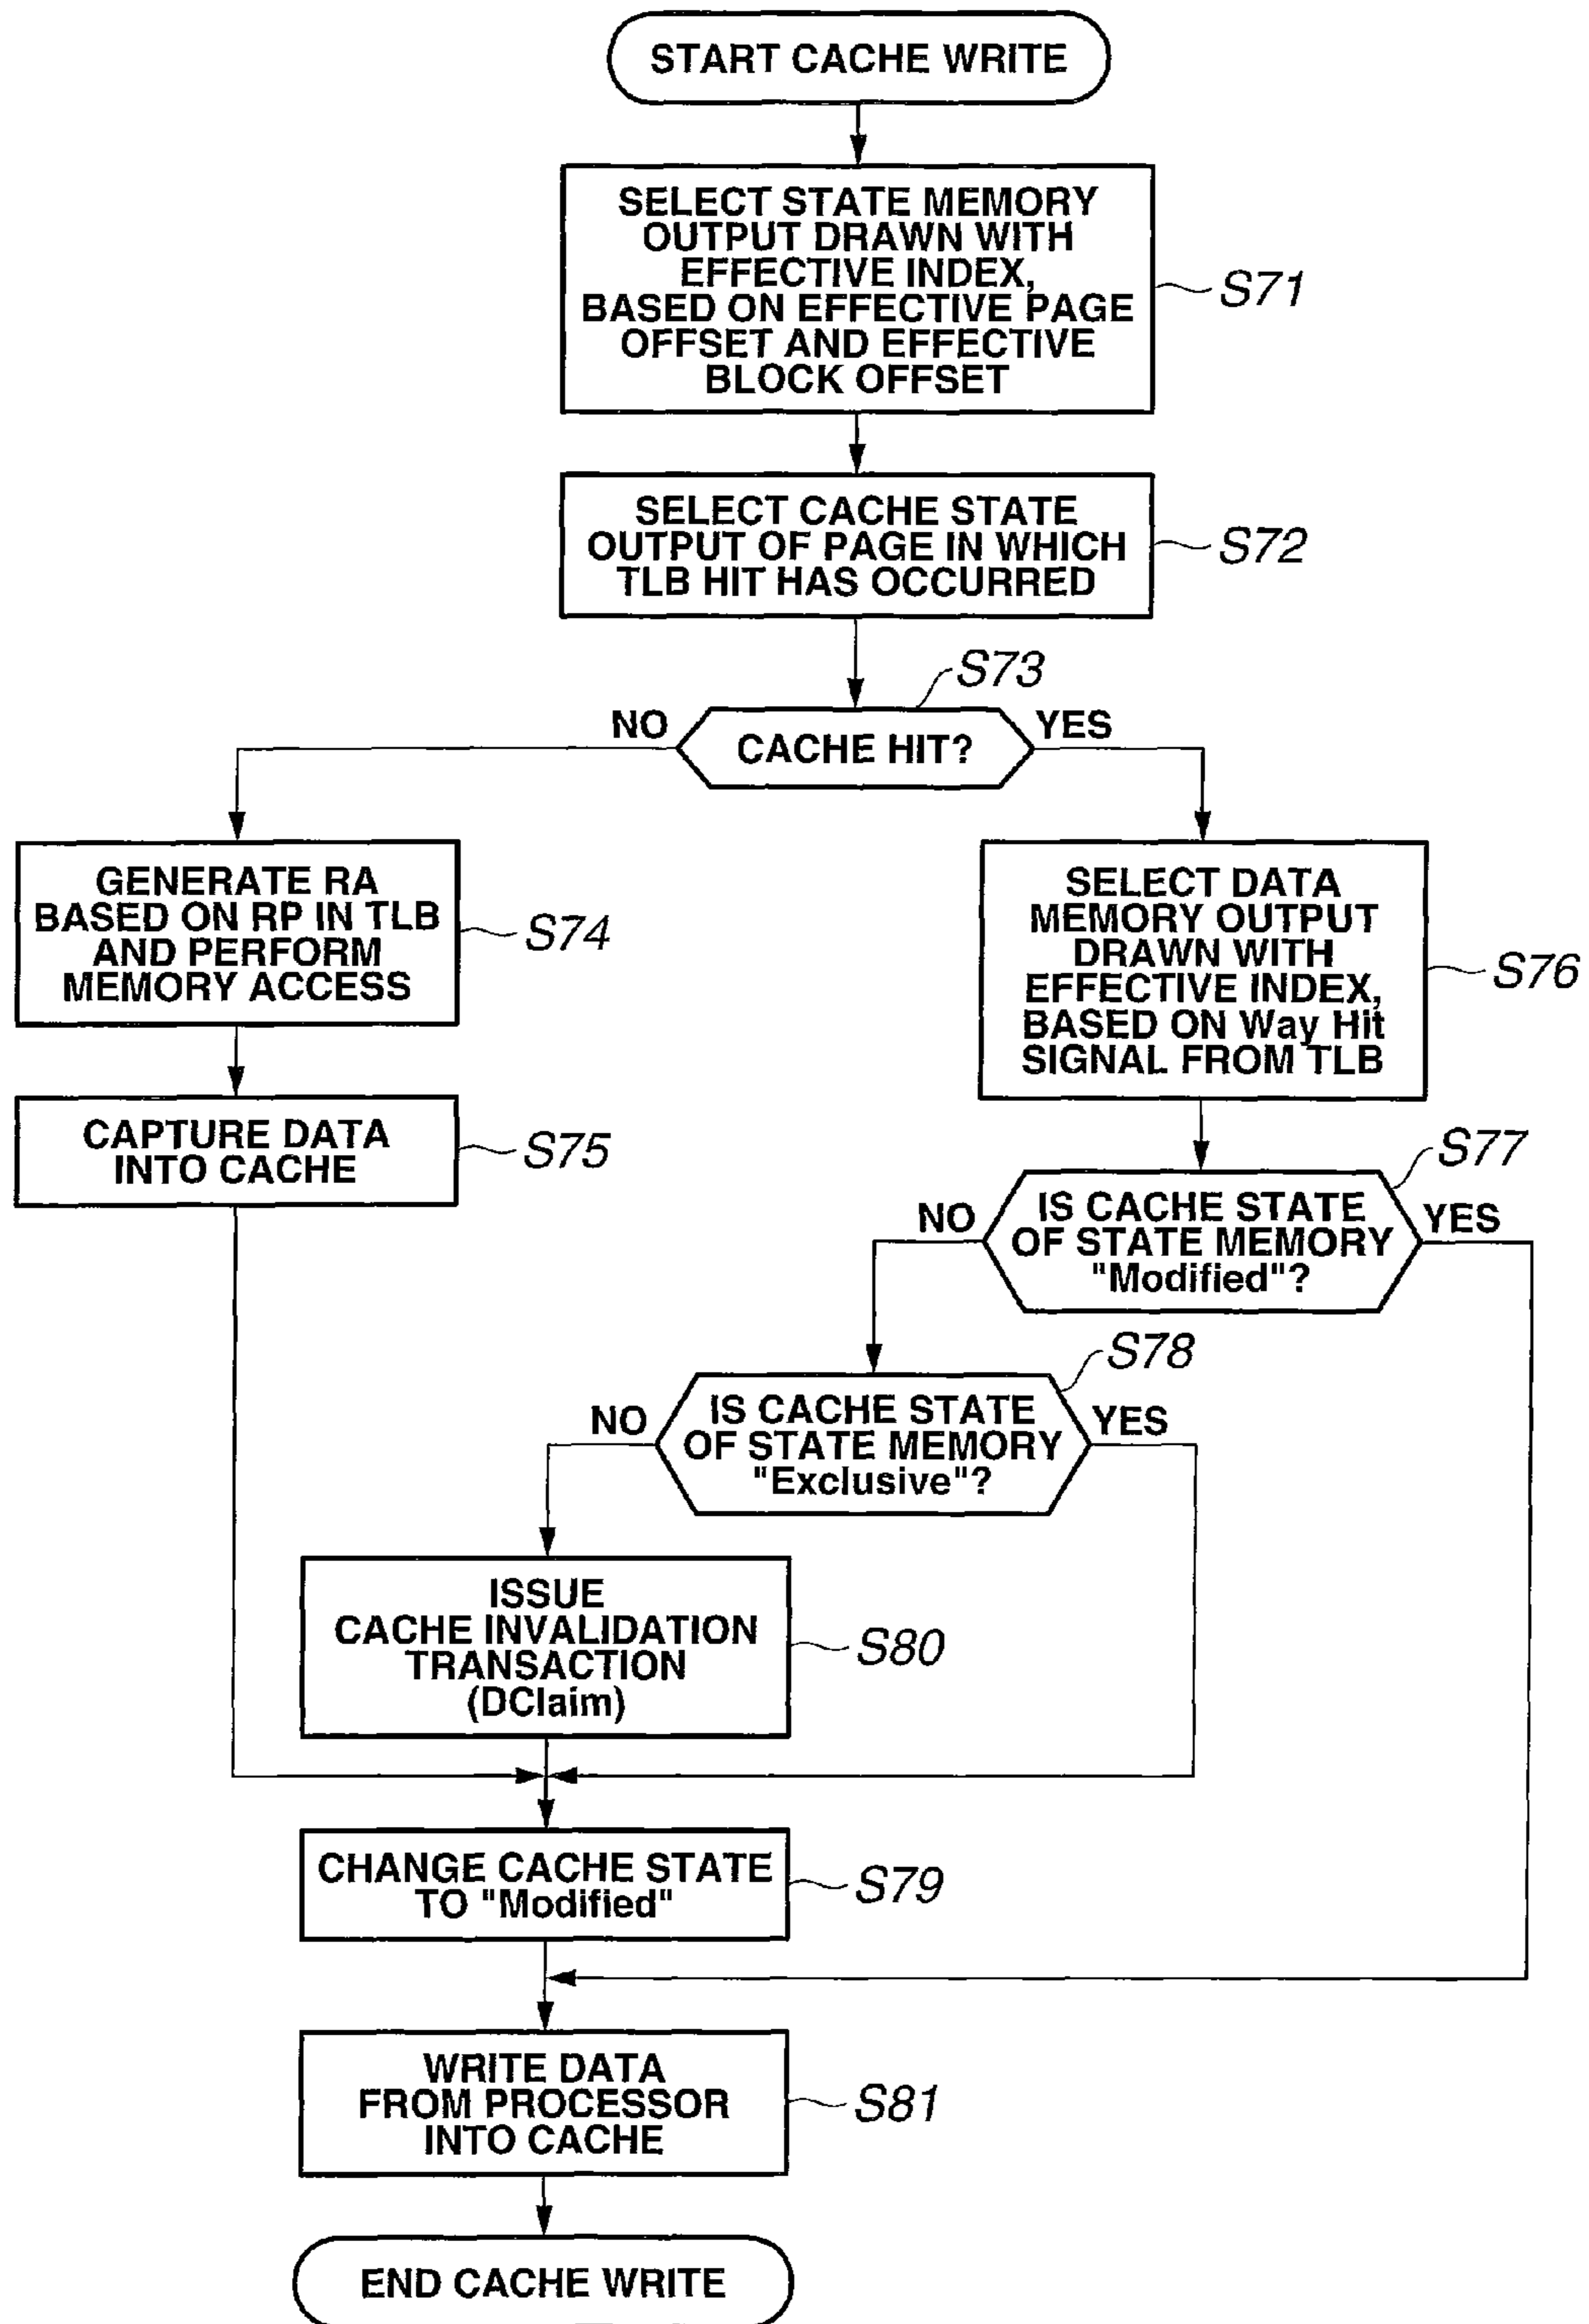 START CACHE WRITE
SELECT STATE MEMORY
OUTPUT DRAWN WITH
EFFECTIVE INDEX,
BASED ON EFFECTIVE PAGE
OFFSET AND EFFECTIVE
BLOCK OFFSET
S71
SELECT CACHE STATE
OUTPUT OF PAGE IN WHICH
TLB HIT HAS OCCURRED
S72
S73
NO
CACHE HIT?
YES
GENERATE RA
BASED ON RP IN TLB
AND PERFORM
MEMORY ACCESS
S74
CAPTURE DATA
INTO CACHE
S75
SELECT DATA
MEMORY OUTPUT
DRAWN WITH
EFFECTIVE INDEX,
BASED ON Way Hit
SIGNAL FROM TLB
S76
S77
NO
IS CACHE STATE
OF STATE MEMORY
"Modified"?
YES
S78
NO
IS CACHE STATE
OF STATE MEMORY
"Exclusive"?
YES
ISSUE
CACHE INVALIDATION
TRANSACTION
(DClaim)
S80
CHANGE CACHE STATE
TO "Modified"
S79
WRITE DATA
FROM PROCESSOR
INTO CACHE
S81
END CACHE WRITE